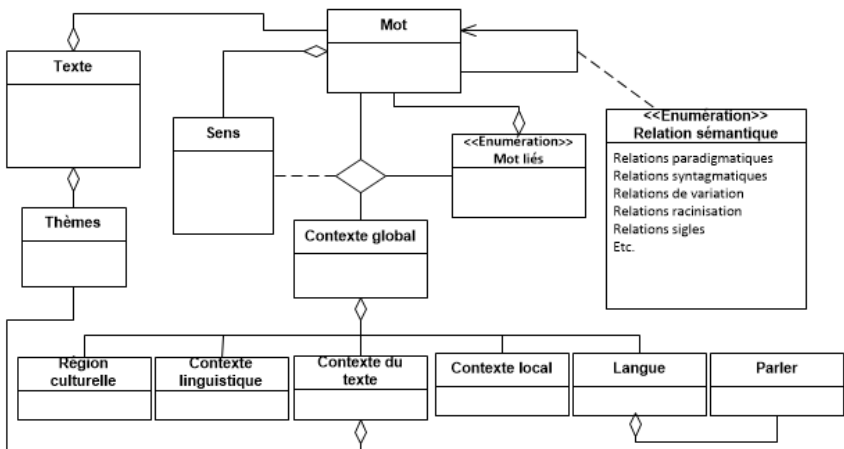 Mot
Texte
Sens
<<Enumération>>
Mot liés
<<Enumération>>
Relation sémantique
Relations paradigmatiques
Relations syntagmatiques
Relations de variation
Relations racinisation
Relations sigles
Etc.
Thèmes
Contexte global
Région
culturelle
Contexte
linguistique
Contexte du
texte
Contexte local
Langue
Parler